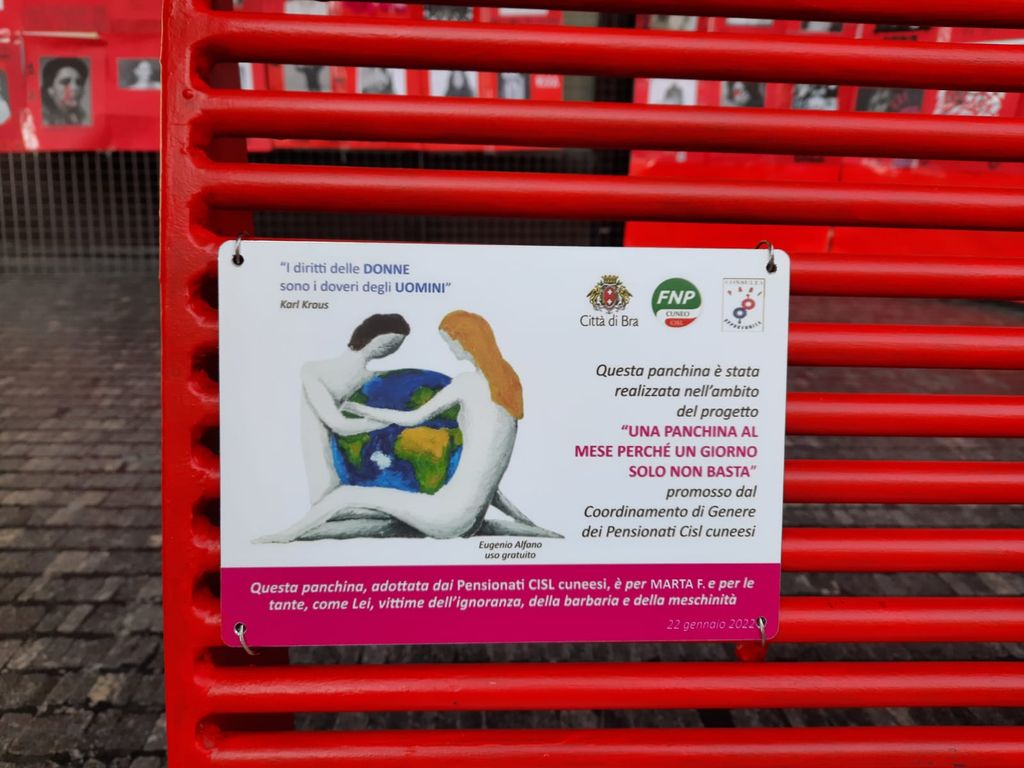 "I diritti delle DONNE
sono i doveri degli UOMINI"
Karl Kraus
Città di Bra
FNP
CUNEO
CISL
CONSULTA
PARI
OPPORTUNITÀ
Questa panchina è stata
realizzata nell'ambito
del progetto
"UNA PANCHINA AL
MESE PERCHÉ UN GIORNO
SOLO NON BASTA"
promosso dal
Coordinamento di Genere
dei Pensionati Cisl cuneesi
Eugenio Alfano
uso gratuito
Questa panchina, adottata dai Pensionati CISL cuneesi, è per MARTA F. e per le
tante, come Lei, vittime dell'ignoranza, della barbaria e della meschinità
22 gennaio 2022